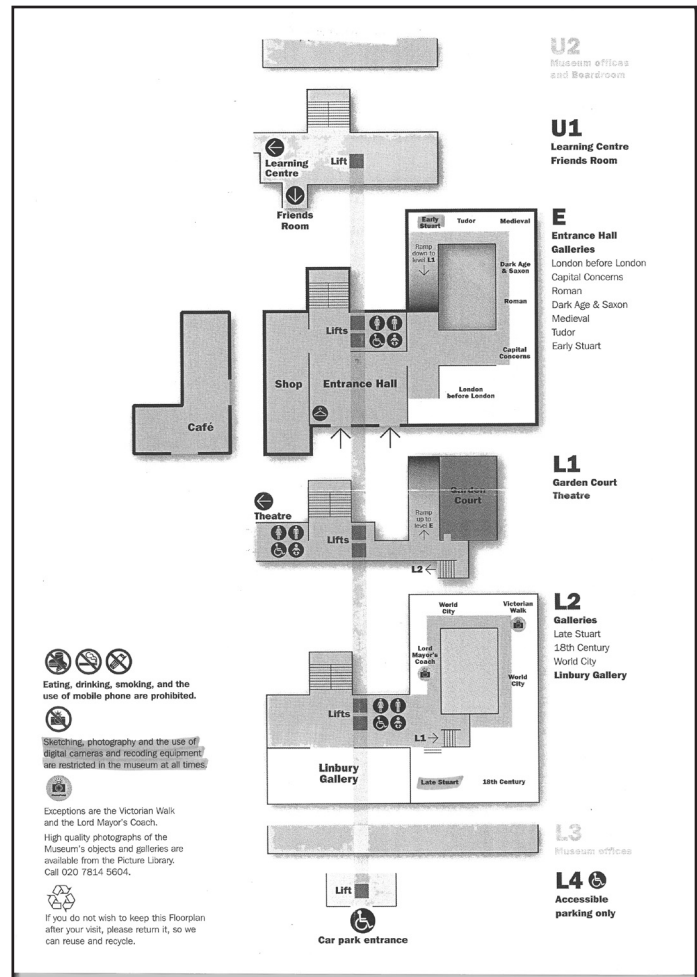 U2
Museum offices
and Boardroom
U1
Learning Centre
Friends Room
Learning
Centre
Lift
Friends
Room
E
Entrance Hall
Galleries
London before London
Capital Concerns
Roman
Dark Age & Saxon
Medieval
Tudor
Early Stuart
Early
Stuart
Tudor
Medieval
Ramp
down to
level L1
Dark Age
& Saxon
Roman
Capital
Concerns
London
before London
Lifts
Shop
Entrance Hall
Café
L1
Garden Court
Theatre
Theatre
Lifts
Ramp
up to
level E
Garden
Court
L2
L2
Galleries
Late Stuart
18th Century
World City
Linbury Gallery
World
City
Victorian
Walk
Lord
Mayor's
Coach
World
City
Lifts
L1
Linbury
Gallery
Late Stuart
18th Century
Eating, drinking, smoking, and the
use of mobile phone are prohibited.
Sketching, photography and the use of
digital cameras and recoding equipment
are restricted in the museum at all times.
Exceptions are the Victorian Walk
and the Lord Mayor's Coach.
High quality photographs of the
Museum's objects and galleries are
available from the Picture Library.
Call 020 7814 5604.
If you do not wish to keep this Floorplan
after your visit, please return it, so we
can reuse and recycle.
L3
Museum offices
L4
Accessible
parking only
Lift
Car park entrance